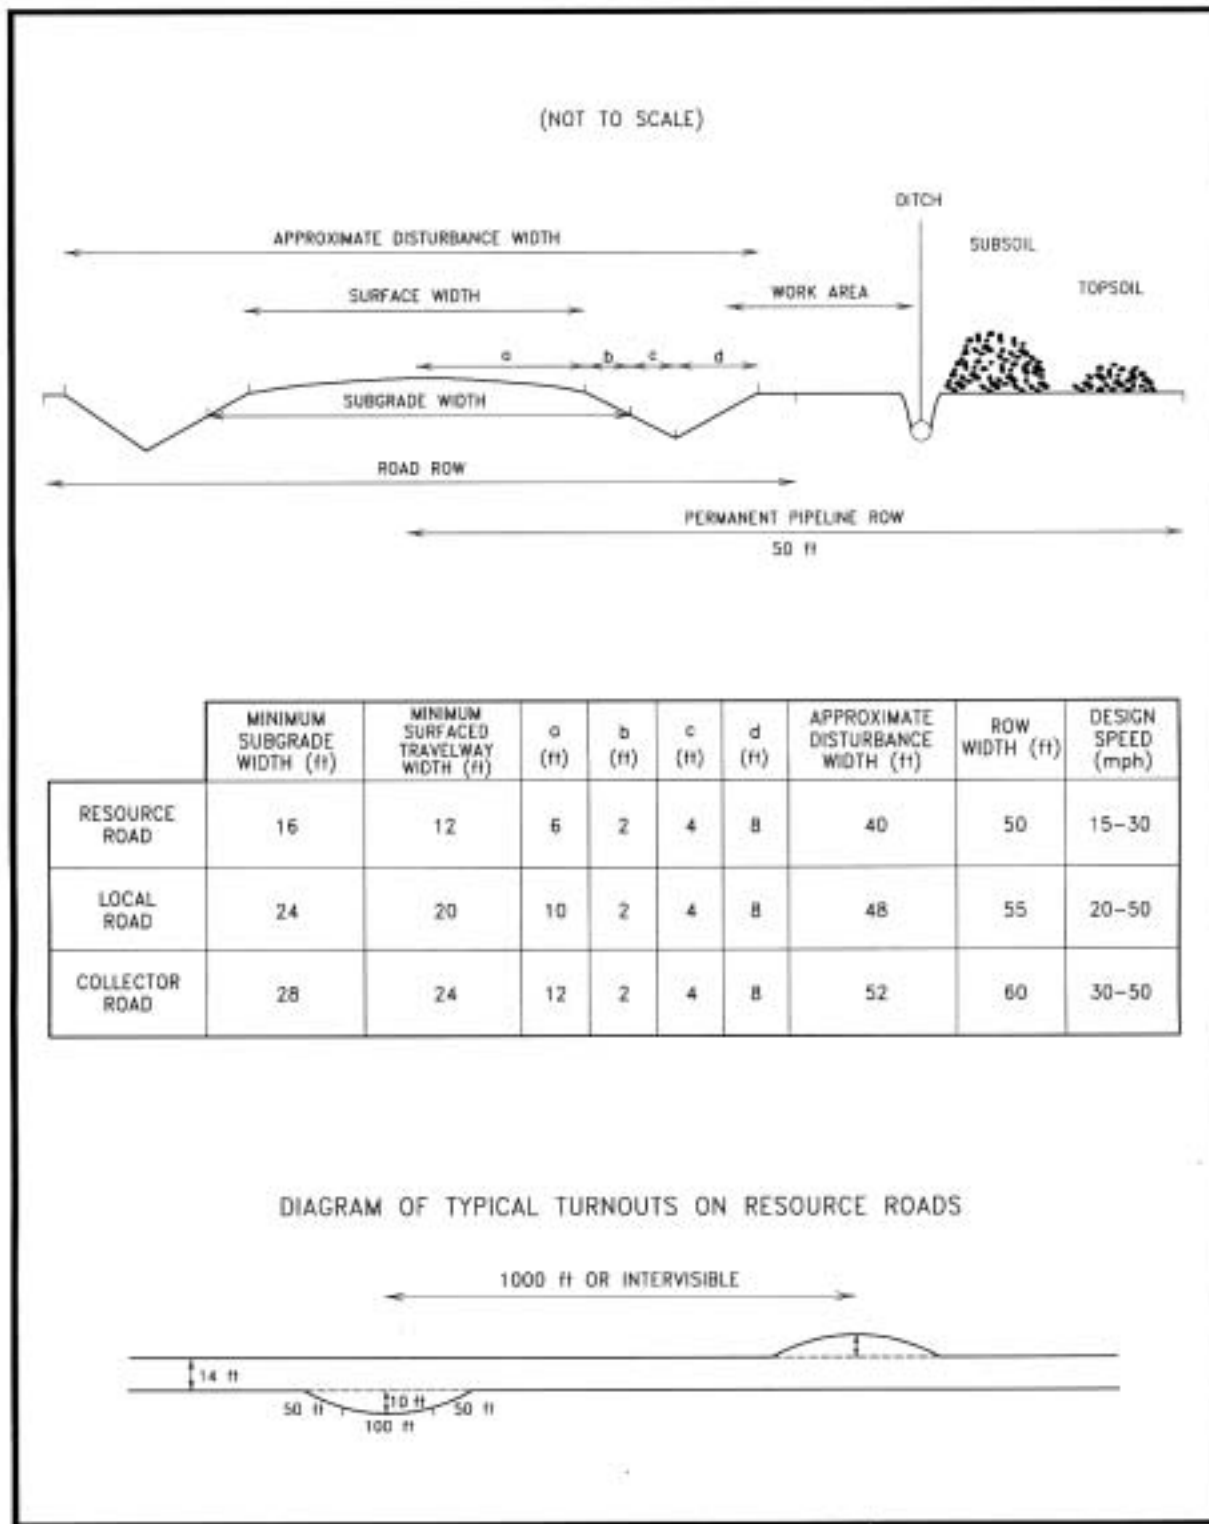 (NOT TO SCALE)
DITCH
APPROXIMATE DISTURBANCE WIDTH
SUBSOIL
SURFACE WIDTH
WORK AREA
TOPSOIL
a
b
c
d
SUBGRADE WIDTH
ROAD ROW
PERMANENT PIPELINE ROW
50 ft
MINIMUM SUBGRADE WIDTH (ft)
MINIMUM SURFACED TRAVELWAY WIDTH (ft)
a (ft)
b (ft)
c (ft)
d (ft)
APPROXIMATE DISTURBANCE WIDTH (ft)
ROW WIDTH (ft)
DESIGN SPEED (mph)
RESOURCE ROAD 16 12 6 2 4 8 40 50 15-30
LOCAL ROAD 24 20 10 2 4 8 48 55 20-50
COLLECTOR ROAD 28 24 12 2 4 8 52 60 30-50
DIAGRAM OF TYPICAL TURNOUTS ON RESOURCE ROADS
1000 ft OR INTERVISIBLE
14 ft
10 ft
50 ft
50 ft
100 ft